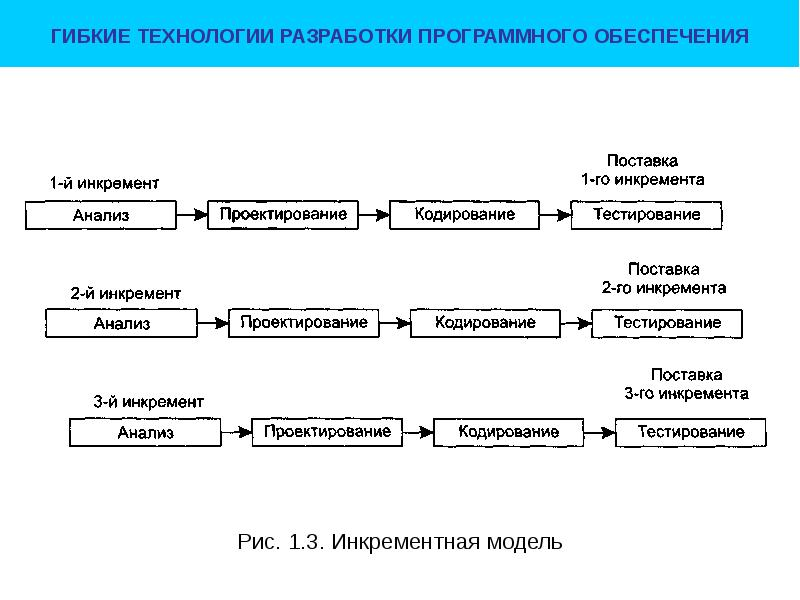 ГИБКИЕ ТЕХНОЛОГИИ РАЗРАБОТКИ ПРОГРАММНОГО ОБЕСПЕЧЕНИЯ
1-й инкремент
Поставка
1-го инкремента
Анализ
Проектирование
Кодирование
Тестирование
2-й инкремент
Поставка
2-го инкремента
Анализ
Проектирование
Кодирование
Тестирование
3-й инкремент
Поставка
3-го инкремента
Анализ
Проектирование
Кодирование
Тестирование
Рис. 1.3. Инкрементная модель